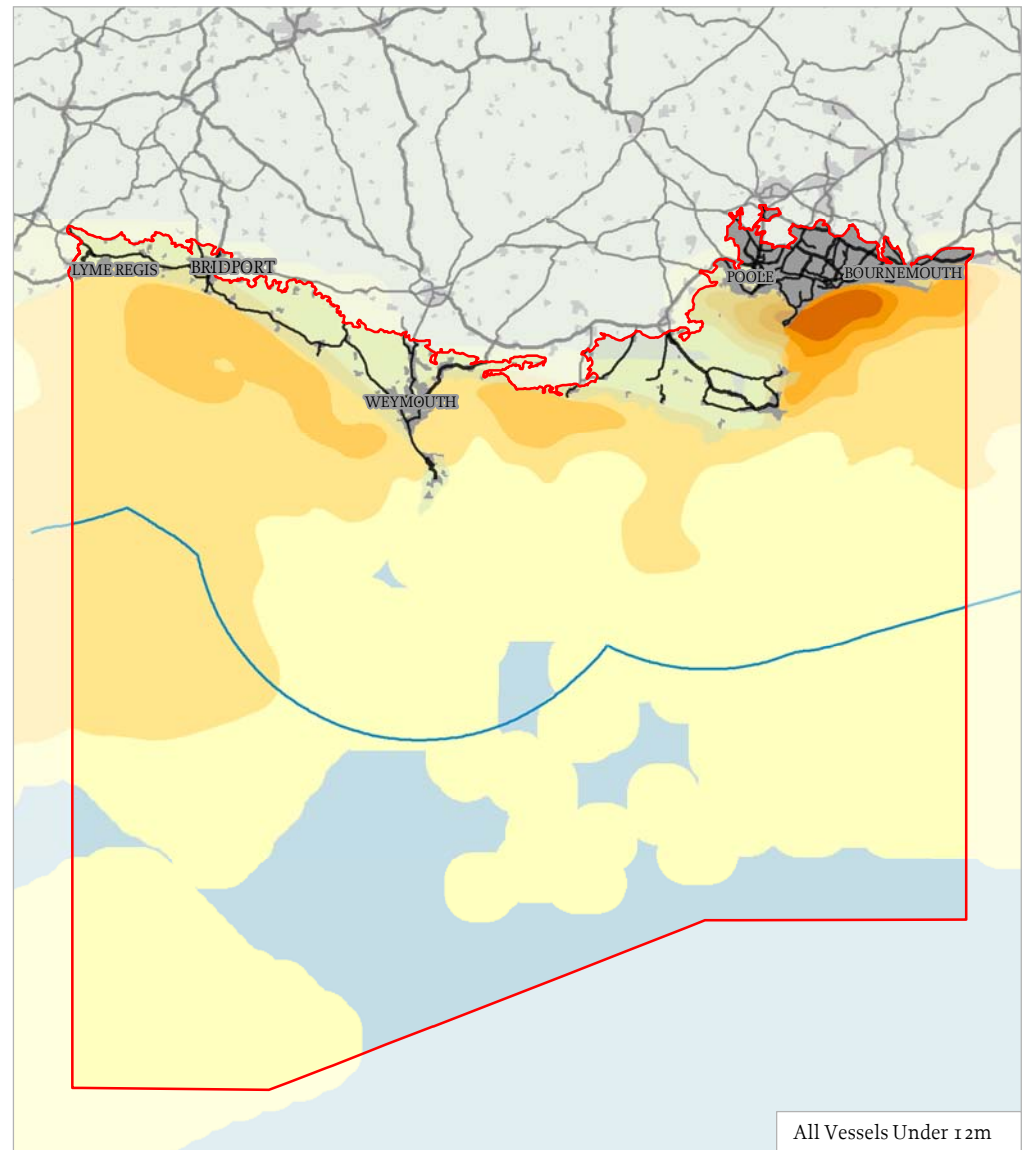 LYME REGIS
BRIDPORT
POOLE
BOURNEMOUTH
WEYMOUTH
All Vessels Under 12m